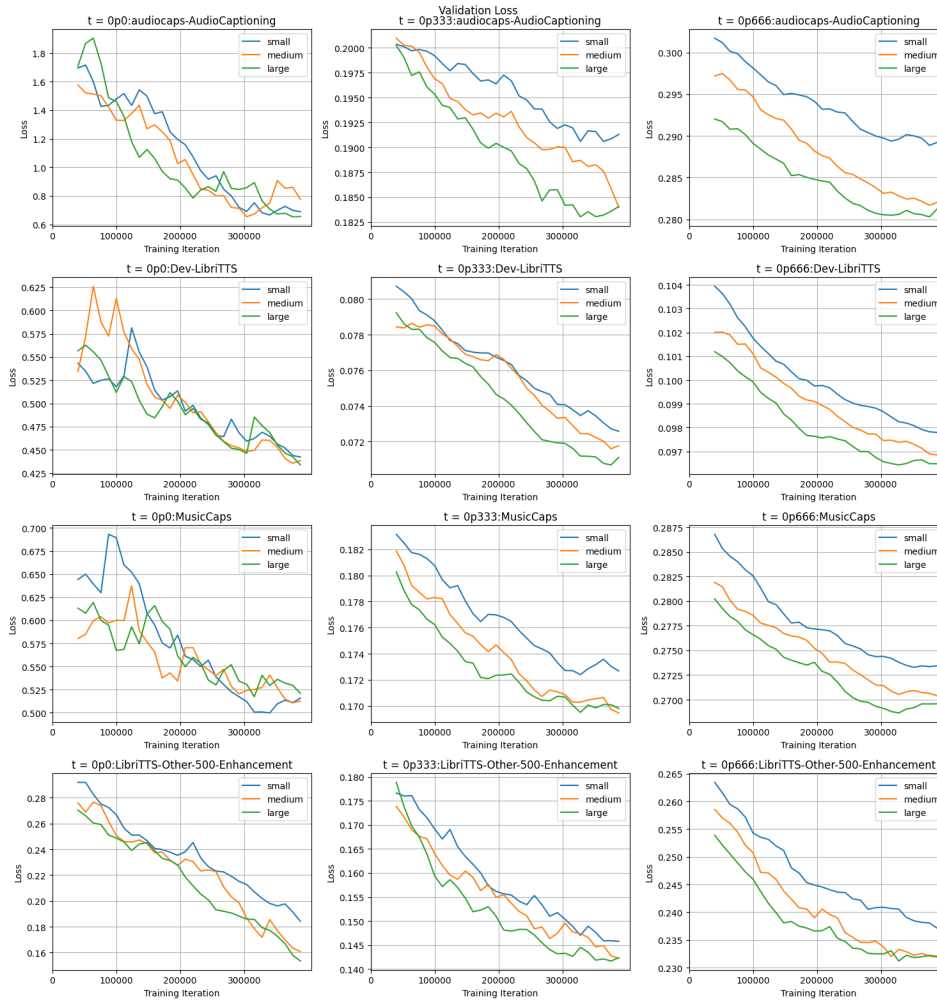 Validation Loss
t = 0p0:audiocaps-AudioCaptioning
t = 0p333:audiocaps-AudioCaptioning
t = 0p666:audiocaps-AudioCaptioning
Loss
1.8
1.6
1.4
1.2
1.0
0.8
0.6
small
medium
large
0
100000
200000
300000
Training Iteration
Loss
0.2000
0.1975
0.1950
0.1925
0.1900
0.1875
0.1850
0.1825
small
medium
large
0
100000
200000
300000
Training Iteration
Loss
0.300
0.295
0.290
0.285
0.280
small
medium
large
0
100000
200000
300000
Training Iteration
t = 0p0:Dev-LibriTTS
t = 0p333:Dev-LibriTTS
t = 0p666:Dev-LibriTTS
Loss
0.625
0.600
0.575
0.550
0.525
0.500
0.475
0.450
0.425
small
medium
large
0
100000
200000
300000
Training Iteration
Loss
0.080
0.078
0.076
0.074
0.072
small
medium
large
0
100000
200000
300000
Training Iteration
Loss
0.104
0.103
0.102
0.101
0.100
0.099
0.098
0.097
small
medium
large
0
100000
200000
300000
Training Iteration
t = 0p0:MusicCaps
t = 0p333:MusicCaps
t = 0p666:MusicCaps
Loss
0.700
0.675
0.650
0.625
0.600
0.575
0.550
0.525
0.500
small
medium
large
0
100000
200000
300000
Training Iteration
Loss
0.182
0.180
0.178
0.176
0.174
0.172
0.170
small
medium
large
0
100000
200000
300000
Training Iteration
Loss
0.2875
0.2850
0.2825
0.2800
0.2775
0.2750
0.2725
0.2700
small
medium
large
0
100000
200000
300000
Training Iteration
t = 0p0:LibriTTS-Other-500-Enhancement
t = 0p333:LibriTTS-Other-500-Enhancement
t = 0p666:LibriTTS-Other-500-Enhancement
Loss
0.28
0.26
0.24
0.22
0.20
0.18
0.16
small
medium
large
0
100000
200000
300000
Training Iteration
Loss
0.180
0.175
0.170
0.165
0.160
0.155
0.150
0.145
0.140
small
medium
large
0
100000
200000
300000
Training Iteration
Loss
0.265
0.260
0.255
0.250
0.245
0.240
0.235
0.230
small
medium
large
0
100000
200000
300000
Training Iteration